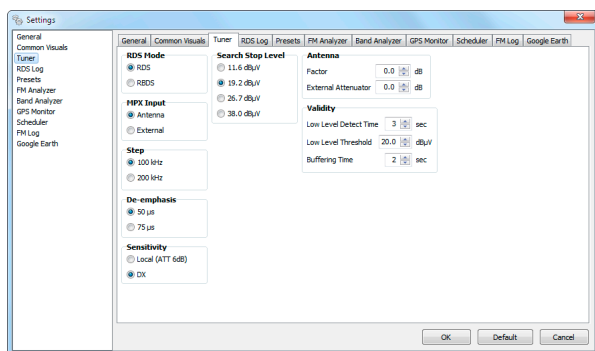 Settings
General
Common Visuals
Tuner
RDS Log
Presets
FM Analyzer
Band Analyzer
GPS Monitor
Scheduler
FM Log
Google Earth
General Common Visuals Tuner RDS Log Presets FM Analyzer Band Analyzer GPS Monitor Scheduler FM Log Google Earth
RDS Mode
RDS
RBDS
MPX Input
Antenna
External
Step
100 kHz
200 kHz
De-emphasis
50 µs
75 µs
Sensitivity
Local (ATT 6dB)
DX
Search Stop Level
11.6 dBµV
19.2 dBµV
26.7 dBµV
38.0 dBµV
Antenna
Factor 0.0 dB
External Attenuator 0.0 dB
Validity
Low Level Detect Time 3 sec
Low Level Threshold 20.0 dBµV
Buffering Time 2 sec
OK Default Cancel